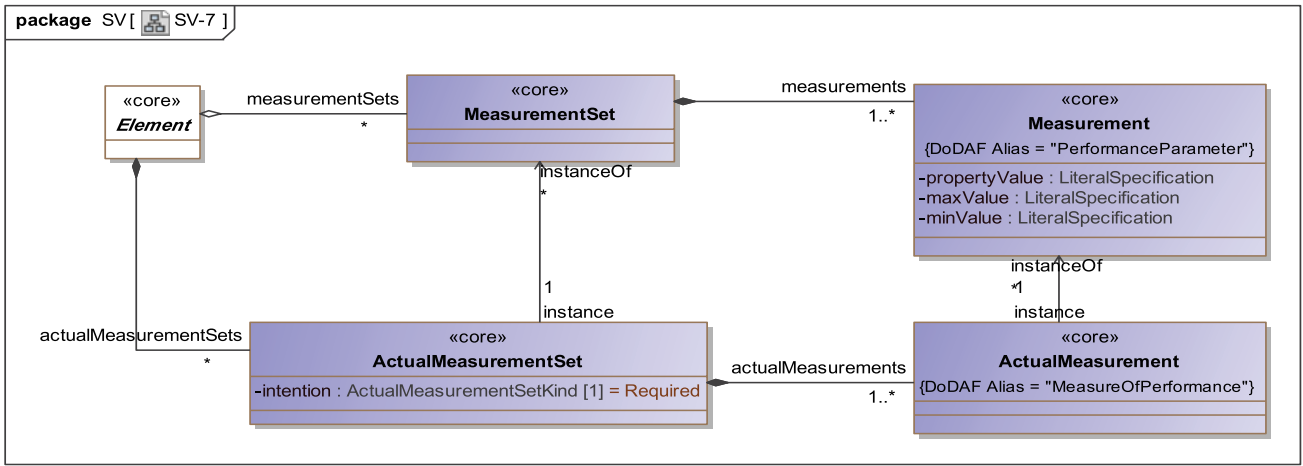 package SV[ SV-7 ]
«core»
Element
measurementSets
*
«core»
MeasurementSet
measurements
1..*
«core»
Measurement
{DoDAF Alias = "PerformanceParameter"}
-propertyValue : LiteralSpecification
-maxValue : LiteralSpecification
-minValue : LiteralSpecification
instanceOf
*
1
instance
instanceOf
*
1
instance
actualMeasurementSets
*
«core»
ActualMeasurementSet
-intention : ActualMeasurementSetKind [1] = Required
actualMeasurements
1..*
«core»
ActualMeasurement
{DoDAF Alias = "MeasureOfPerformance"}